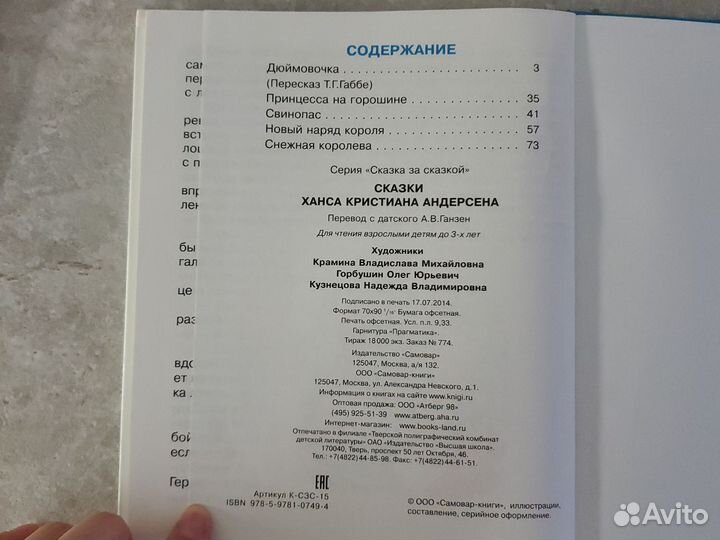 СОДЕРЖАНИЕ
Дюймовочка 3
(Пересказ Т.Г.Габбе)
Принцесса на горошине 35
Свинопас 41
Новый наряд короля 57
Снежная королева 73
Серия «Сказка за сказкой»
СКАЗКИ
ХАНСА КРИСТИАНА АНДЕРСЕНА
Перевод с датского А.В.Ганзен
Для чтения взрослыми детям до 3-х лет
Художники
Крамина Владислава Михайловна
Горбушин Олег Юрьевич
Кузнецова Надежда Владимировна
Подписано в печать 17.07.2014.
Формат 70х90 1/16. Бумага офсетная.
Печать офсетная. Усл. п.л. 9,33.
Гарнитура «Прагматика».
Тираж 18 000 экз. Заказ № 774.
Издательство «Самовар»
125047, Москва, а/я 132.
ООО «Самовар-книги»
125047, Москва, ул. Александра Невского, д.1.
Информация о книгах на сайте www.knigi.ru
Оптовая продажа: ООО «Атберг 98»
(495) 925-51-39 www.atberg.aha.ru
Интернет-магазин: www.books-land.ru
Отпечатано в филиале «Тверской полиграфический комбинат
детской литературы» ОАО «Издательство «Высшая школа».
170040, Тверь, проспект 50 лет Октября, 46
Тел.: +7(4822)44-85-98. Факс: +7(4822)44-61-51.
EAC
Артикул К-СЗС-15
ISBN 978-5-9781-0749-4
© ООО «Самовар-книги», иллюстрации,
составление, серийное оформление.
Avito